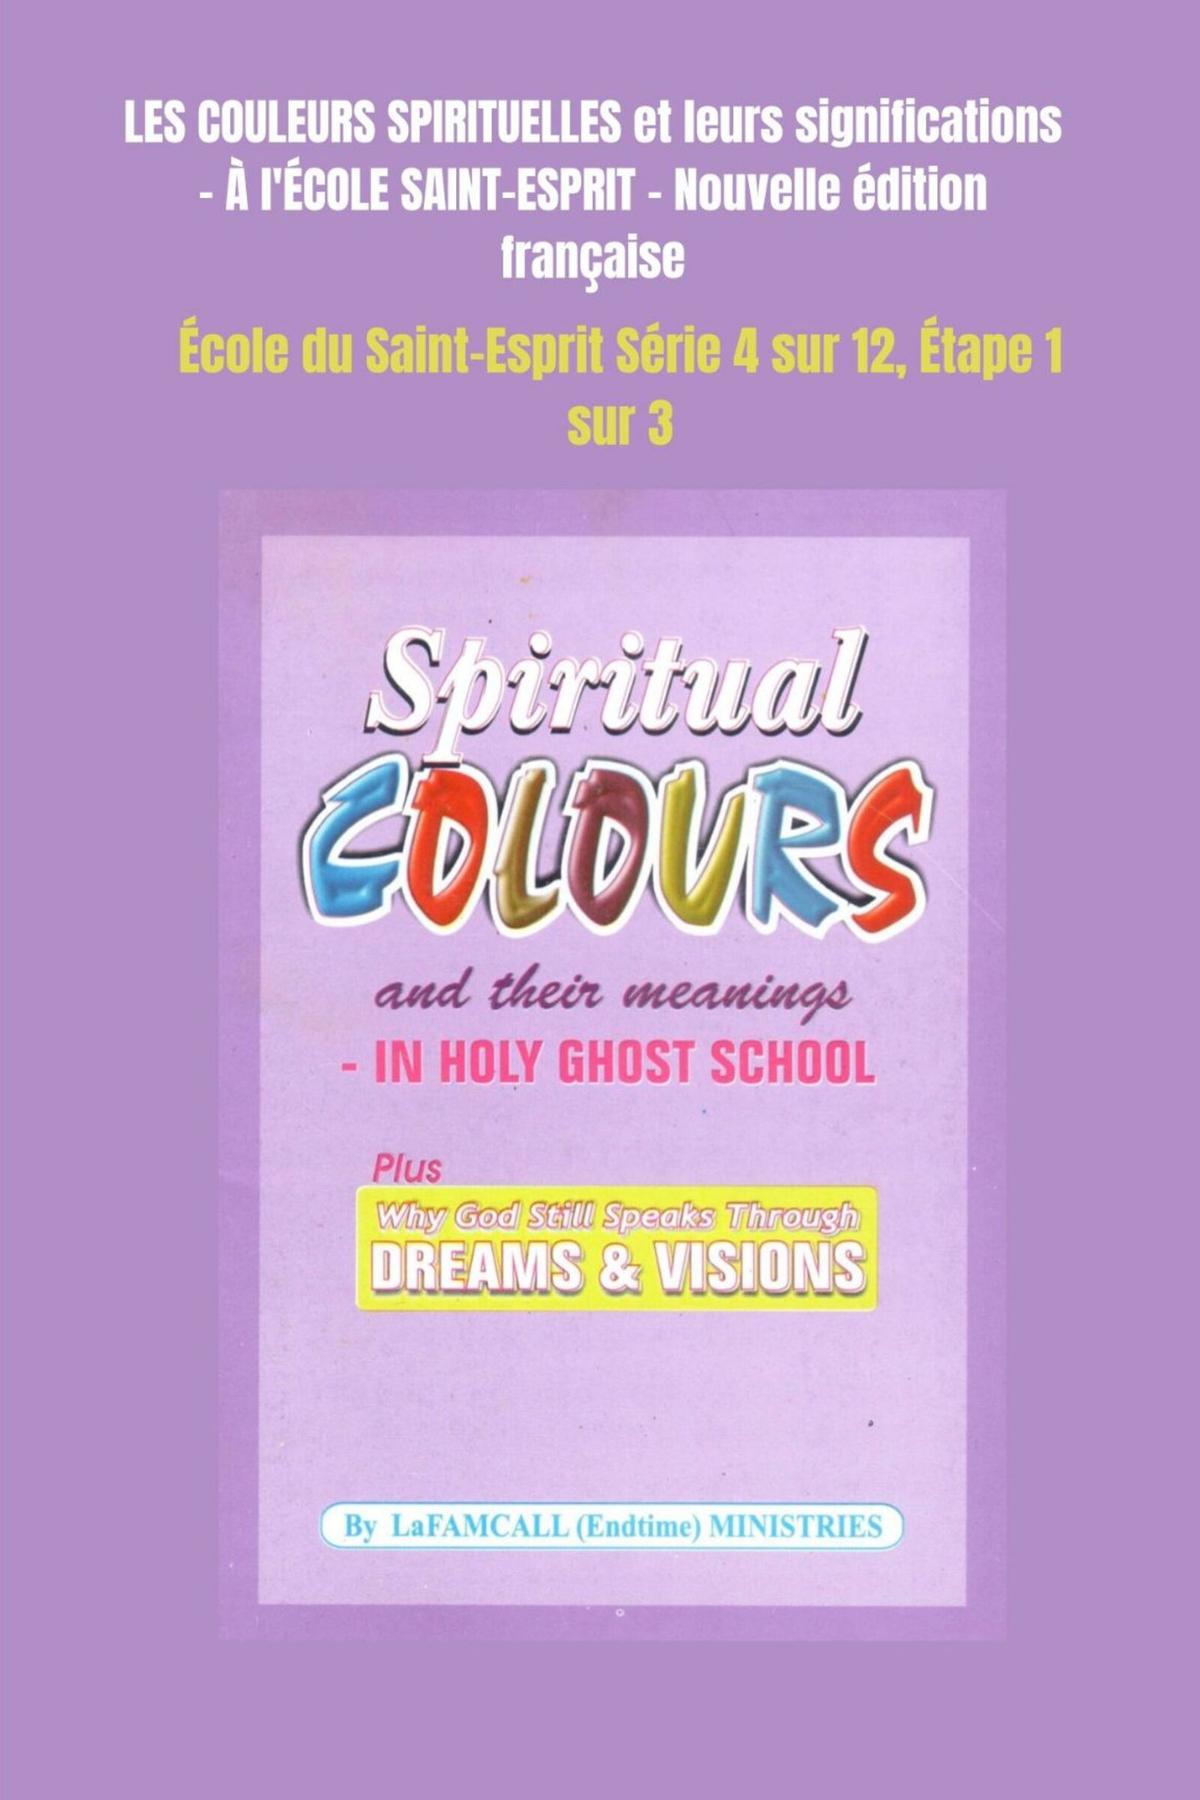 LES COULEURS SPIRITUELLES et leurs significations
- À l'ÉCOLE SAINT-ESPRIT - Nouvelle édition
française
École du Saint-Esprit Série 4 sur 12, Étape 1
sur 3
Spiritual
COLOURS
and their meanings
- IN HOLY GHOST SCHOOL
Plus
Why God Still Speaks Through
DREAMS & VISIONS
By LaFAMCALL (Endtime) MINISTRIES